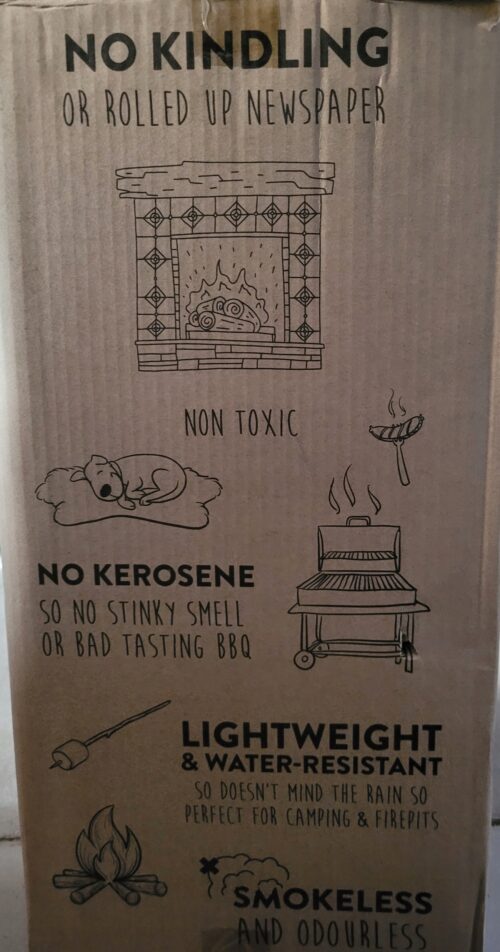 NO KINDLING
OR ROLLED UP NEWSPAPER
NON TOXIC
NO KEROSENE
SO NO STINKY SMELL
OR BAD TASTING BBQ
LIGHTWEIGHT
& WATER-RESISTANT
SO DOESN'T MIND THE RAIN SO
PERFECT FOR CAMPING & FIREPITS
SMOKELESS
AND ODOURLESS